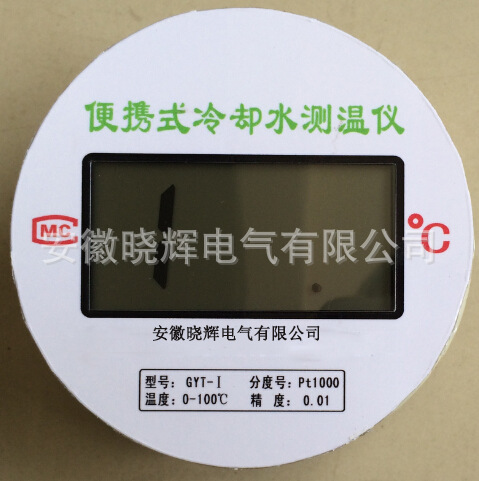 便携式冷却水测温仪
MC
℃
安徽晓辉电气有限公司
1 .
安徽晓辉电气有限公司
型号：GYT-I 分度号：Pt1000
温度：0-100℃ 精度：0.01